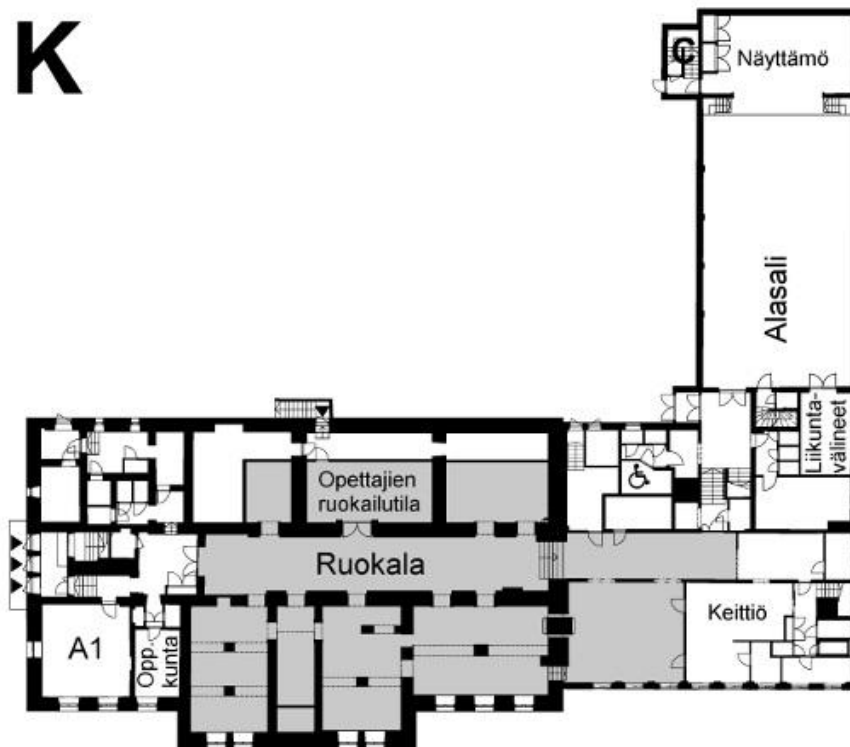 K
C
Näyttämö
Alasali
Liikunta-
välineet
Opettajien
ruokailutila
Ruokala
Keittiö
A1
Opp.
kunta